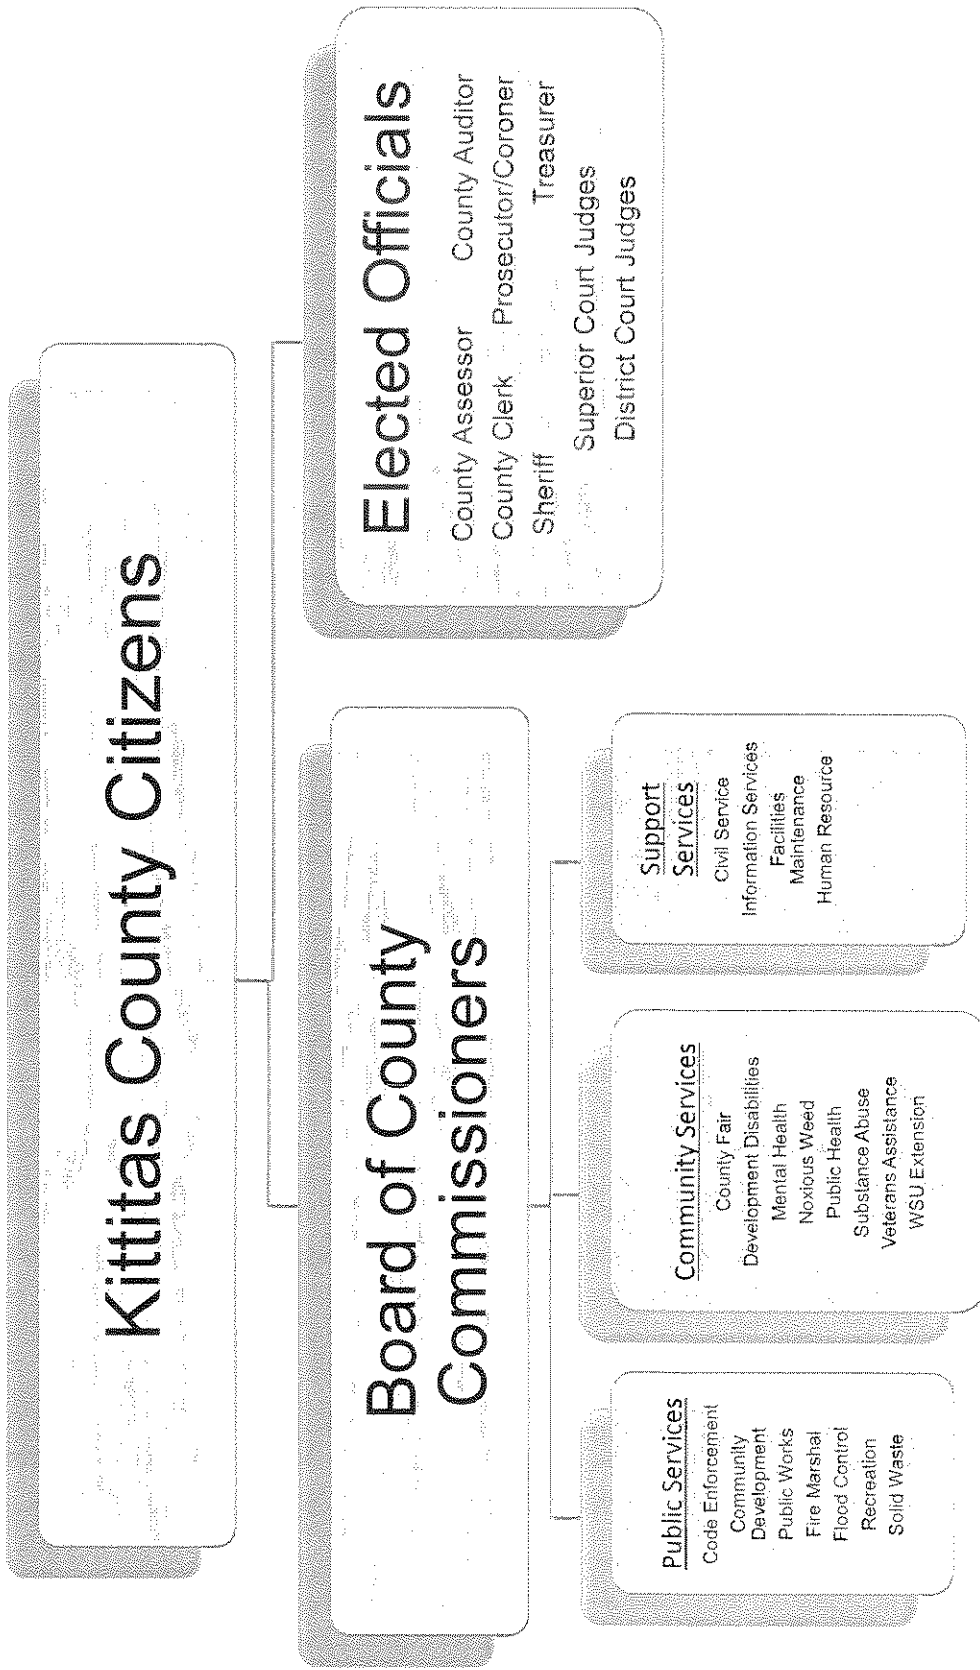 Kittitas County Citizens
Board of County
Commissioners
Elected Officials
County Assessor County Auditor
County Clerk Prosecutor/Coroner
Sheriff Treasurer
Superior Court Judges
District Court Judges
Public Services
Code Enforcement
Community
Development
Public Works
Fire Marshal
Flood Control
Recreation
Solid Waste
Community Services
County Fair
Development Disabilities
Mental Health
Noxious Weed
Public Health
Substance Abuse
Veterans Assistance
WSU Extension
Support
Services
Civil Service
Information Services
Facilities
Maintenance
Human Resource